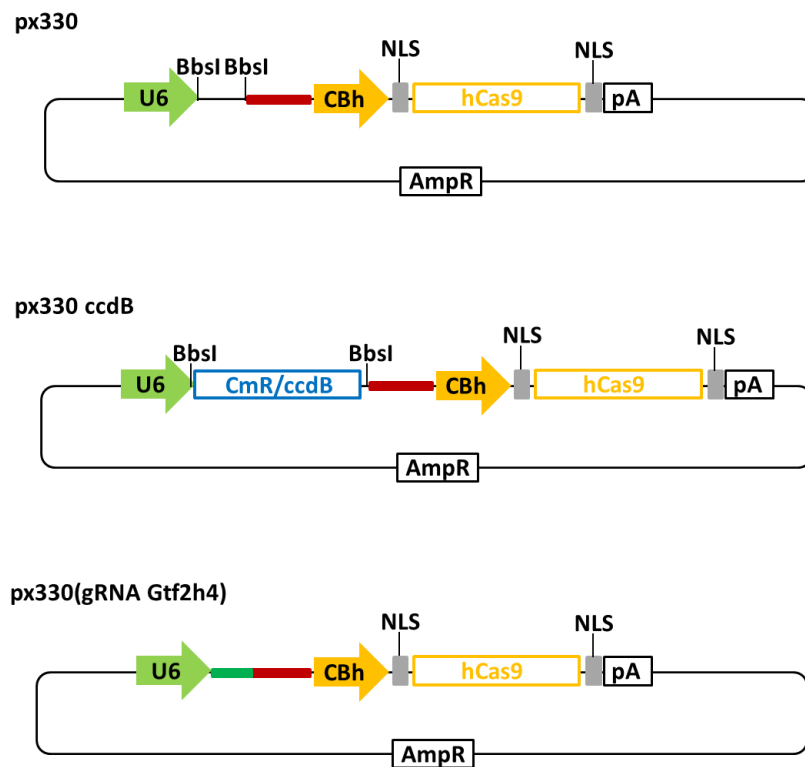 px330
NLS NLS
BbsI BbsI
U6 CBh hCas9 pA
AmpR
px330 ccdB
NLS NLS
BbsI BbsI
U6 CmR/ccdB CBh hCas9 pA
AmpR
px330(gRNA Gtf2h4)
NLS NLS
U6 CBh hCas9 pA
AmpR